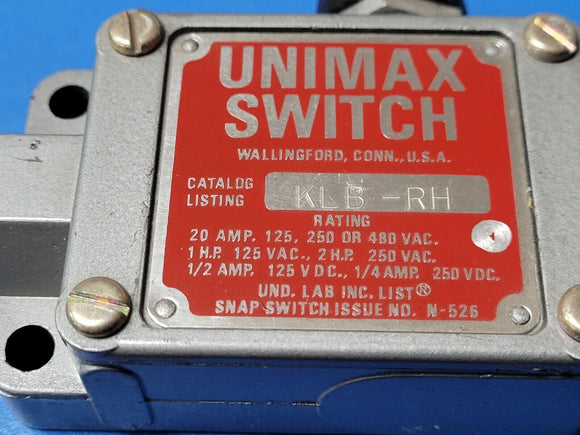 UNIMAX
SWITCH
WALLINGFORD, CONN., U.S.A.
CATALOG
LISTING
KLB-RH
RATING
20 AMP. 125, 250 OR 480 VAC.
1 H.P. 125 VAC., 2 H.P. 250 VAC.
1/2 AMP. 125 VDC., 1/4 AMP. 250 VDC.
UND. LAB INC. LIST®
SNAP SWITCH ISSUE NO. N-526